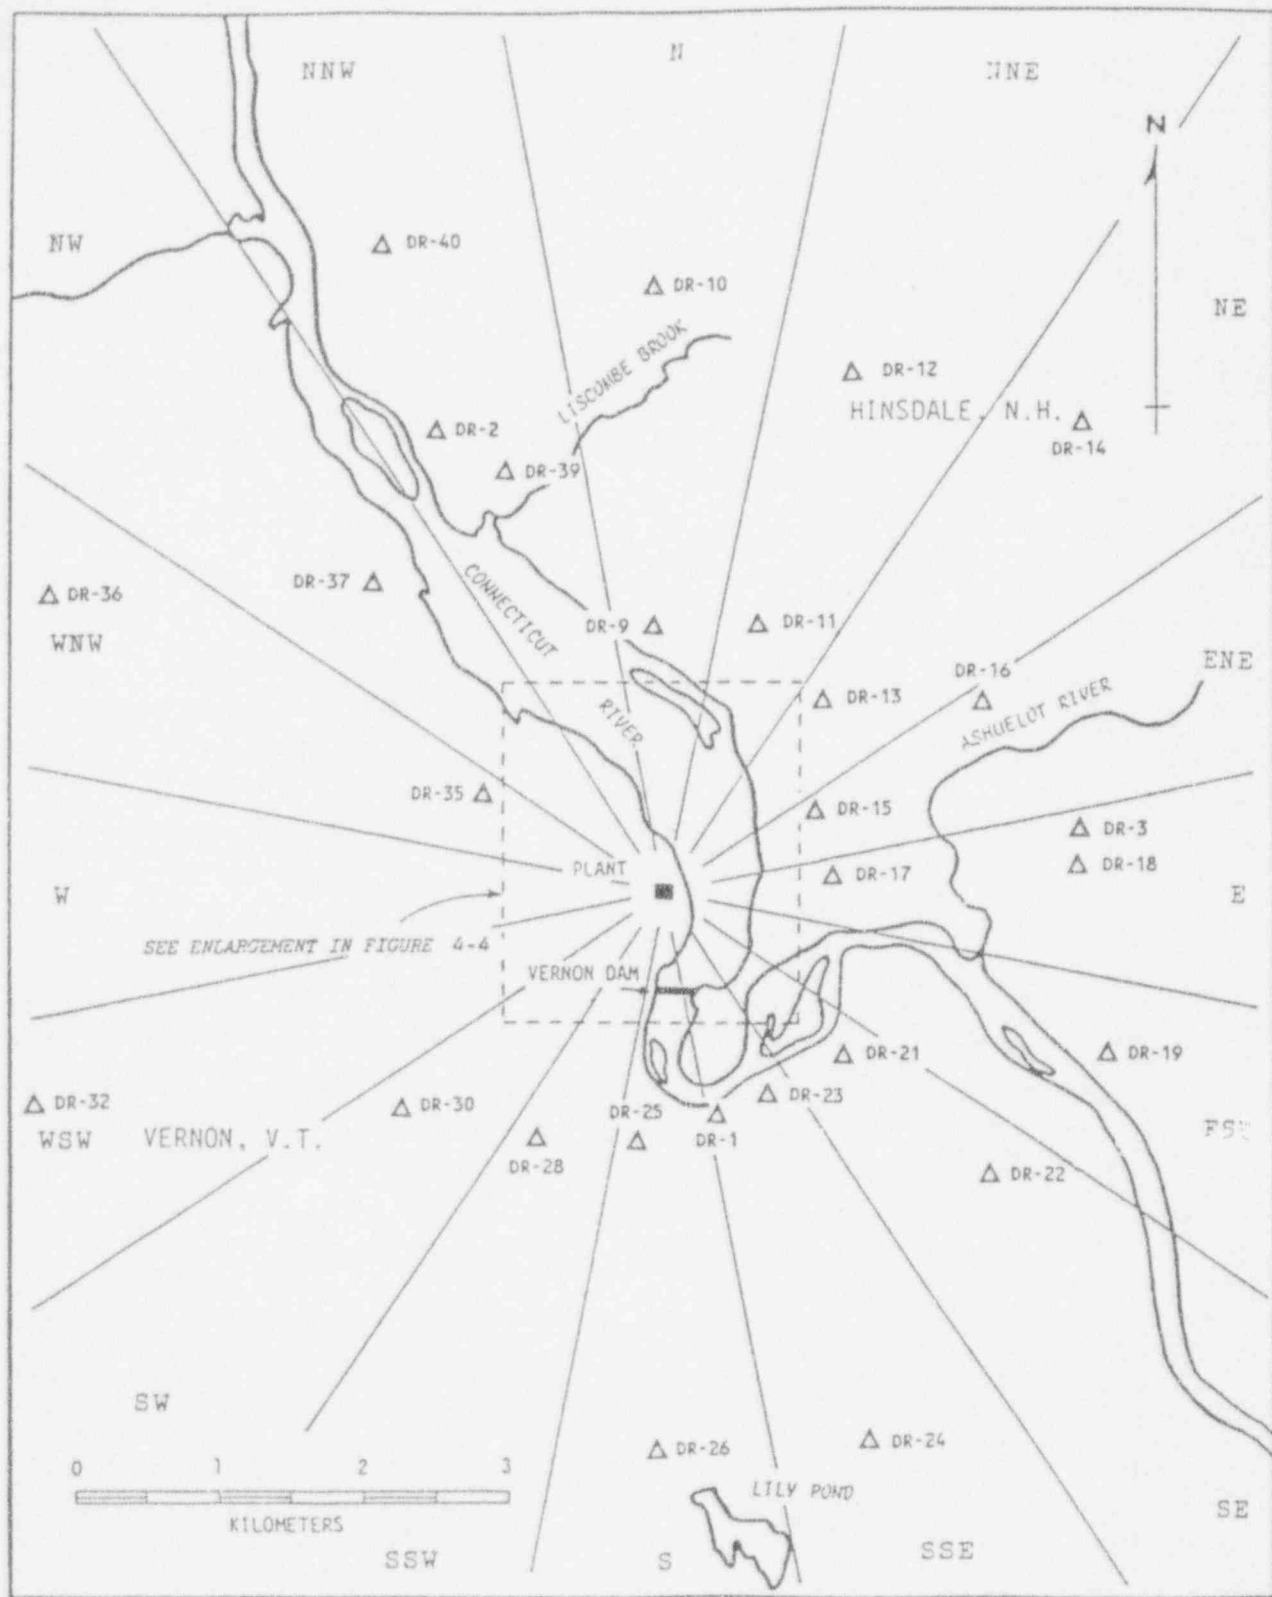 N
NNW
NNE
N
NW
DR-40
DR-10
NE
LISCOMBE BROOK
DR-12
HINSDALE, N.H.
DR-14
DR-2
DR-39
DR-37
CONNECTICUT
RIVER
DR-36
WNW
DR-9
DR-11
DR-16
ENE
DR-13
ASHUELOT RIVER
DR-35
DR-15
DR-3
PLANT
DR-17
DR-18
W
E
SEE ENLARGEMENT IN FIGURE 4-4
VERNON DAM
DR-21
DR-19
DR-32
DR-30
DR-25
DR-23
WSW
VERNON, V.T.
DR-1
DR-28
DR-22
SW
DR-26
DR-24
0 1 2 3
KILOMETERS
LILY POND
SE
SSW
S
SSE